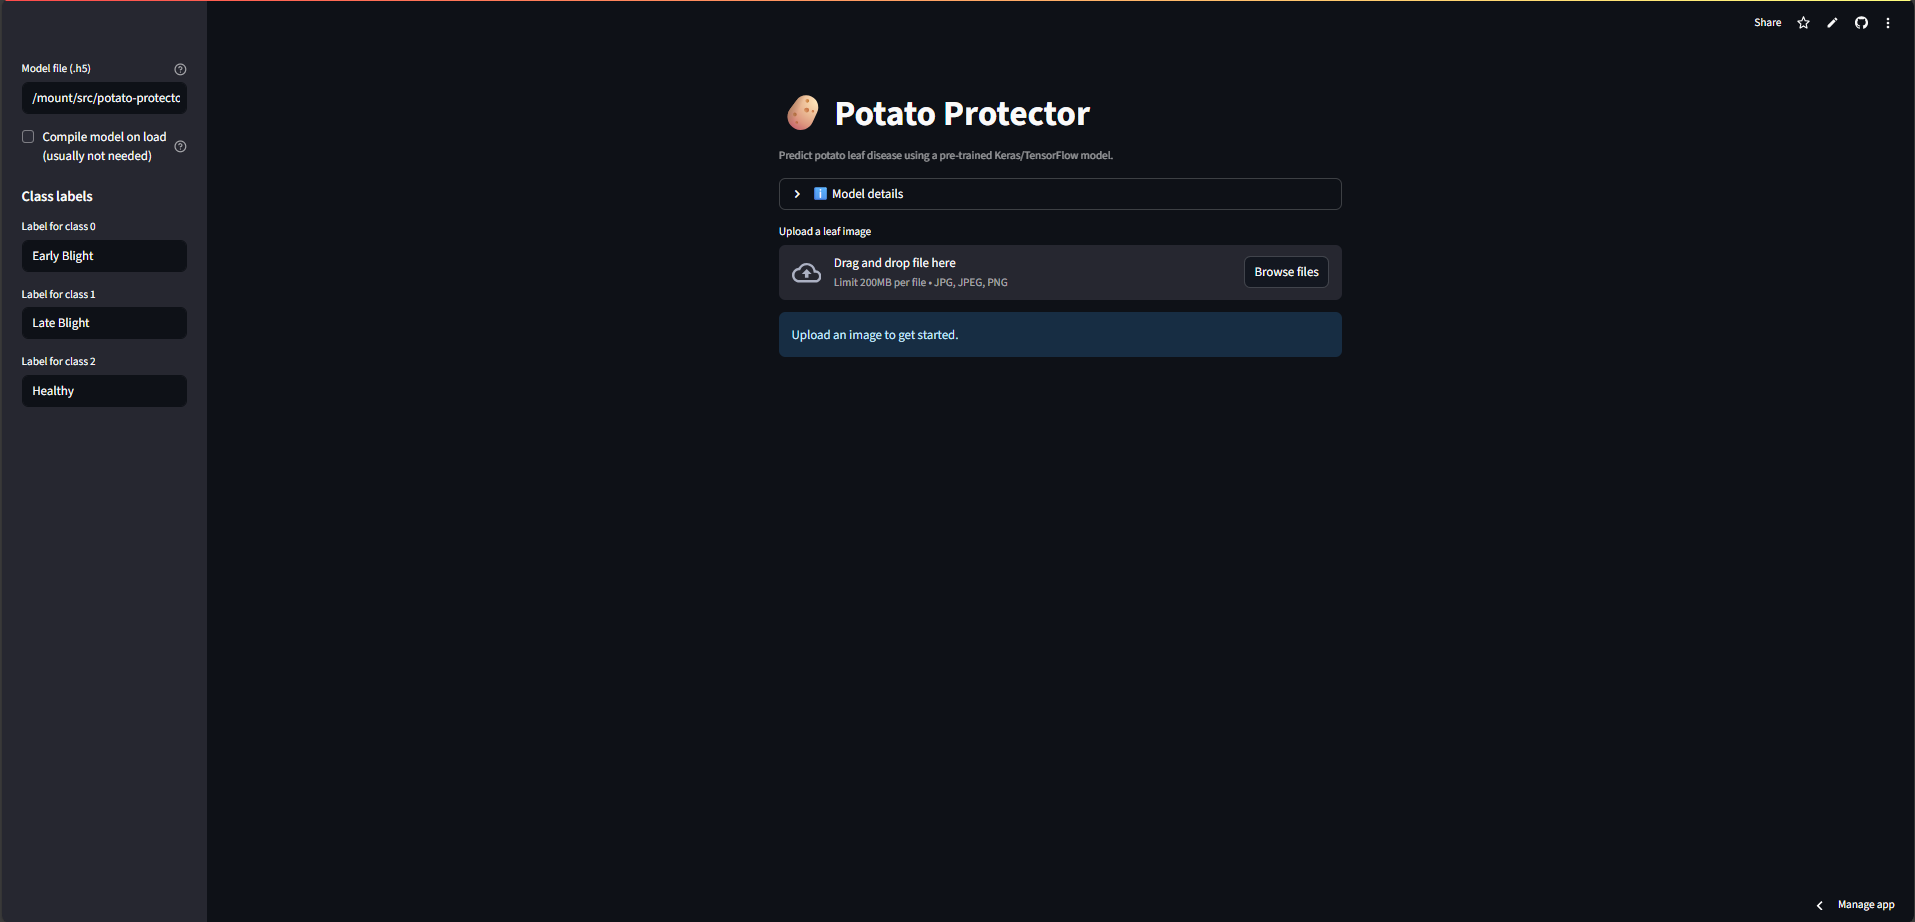 Share
Model file (.h5)
/mount/src/potato-protecto
Compile model on load
(usually not needed)
Class labels
Label for class 0
Early Blight
Label for class 1
Late Blight
Label for class 2
Healthy
Potato Protector
Predict potato leaf disease using a pre-trained Keras/TensorFlow model.
Model details
Upload a leaf image
Drag and drop file here
Limit 200MB per file • JPG, JPEG, PNG
Browse files
Upload an image to get started.
Manage app